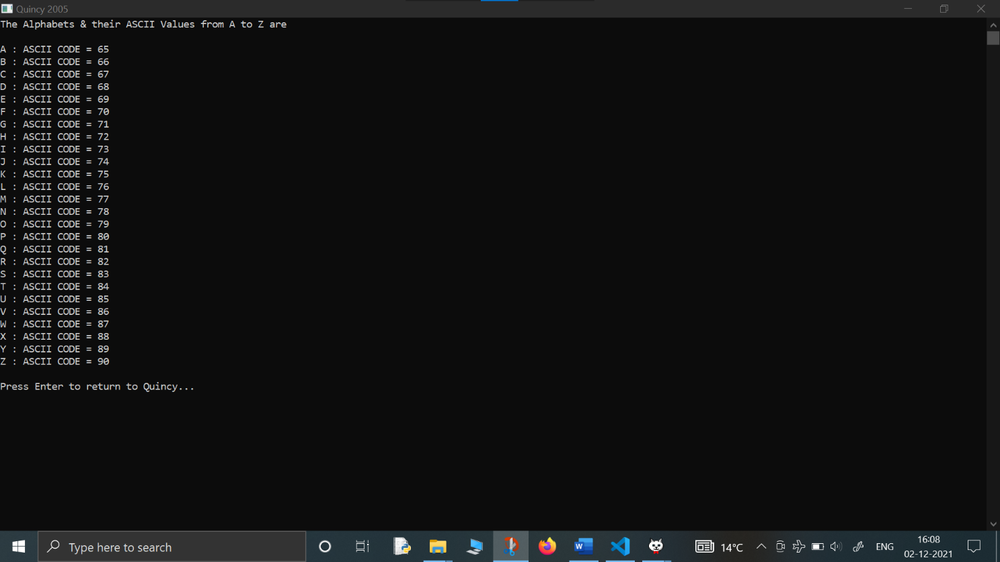 Quincy 2005
The Alphabets & their ASCII Values from A to Z are
A : ASCII CODE = 65
B : ASCII CODE = 66
C : ASCII CODE = 67
D : ASCII CODE = 68
E : ASCII CODE = 69
F : ASCII CODE = 70
G : ASCII CODE = 71
H : ASCII CODE = 72
I : ASCII CODE = 73
J : ASCII CODE = 74
K : ASCII CODE = 75
L : ASCII CODE = 76
M : ASCII CODE = 77
N : ASCII CODE = 78
O : ASCII CODE = 79
P : ASCII CODE = 80
Q : ASCII CODE = 81
R : ASCII CODE = 82
S : ASCII CODE = 83
T : ASCII CODE = 84
U : ASCII CODE = 85
V : ASCII CODE = 86
W : ASCII CODE = 87
X : ASCII CODE = 88
Y : ASCII CODE = 89
Z : ASCII CODE = 90
Press Enter to return to Quincy...
Type here to search
W
14°C
ENG
16:08
02-12-2021